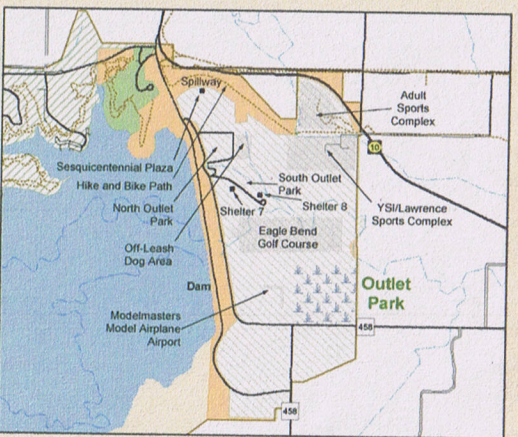 Spillway
Adult
Sports
Complex
10
Sesquicentennial Plaza
Hike and Bike Path
North Outlet
Park
South Outlet
Park
Shelter 7
Shelter 8
YSI/Lawrence
Sports Complex
Off-Leash
Dog Area
Eagle Bend
Golf Course
Dam
Outlet
Park
Modelmasters
Model Airplane
Airport
458
458